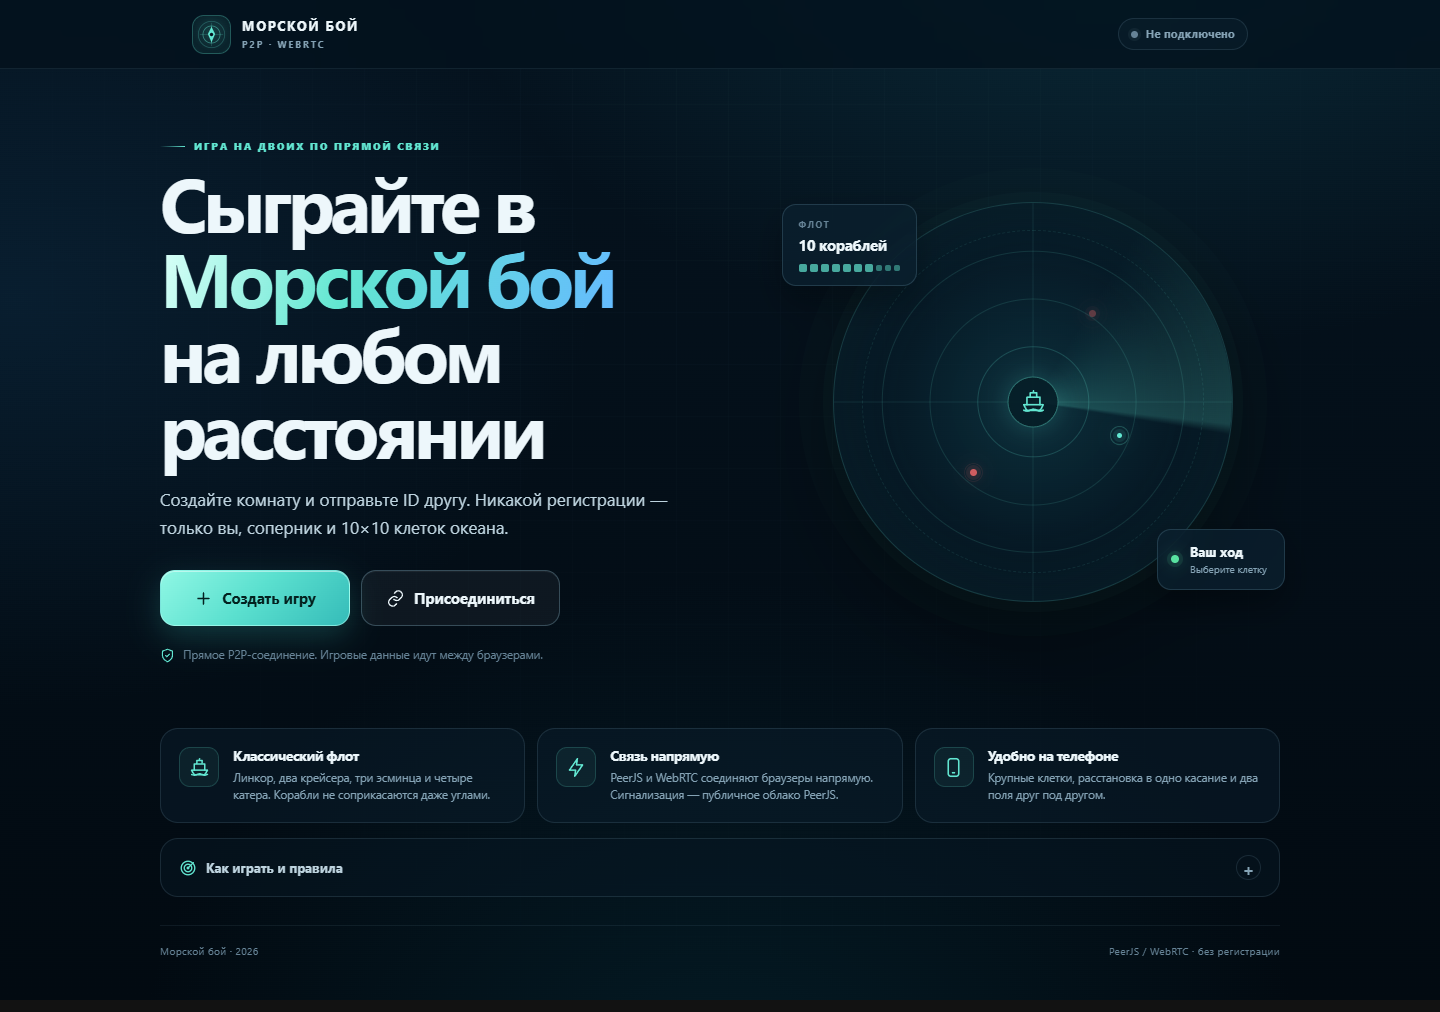 МОРСКОЙ БОЙ
P2P · WEBRTC
Не подключено
ИГРА НА ДВОИХ ПО ПРЯМОЙ СВЯЗИ
Сыграйте в
Морской бой
на любом
расстоянии
Создайте комнату и отправьте ID другу. Никакой регистрации —
только вы, соперник и 10×10 клеток океана.
Создать игру
Присоединиться
Прямое P2P-соединение. Игровые данные идут между браузерами.
ФЛОТ
10 кораблей
Ваш ход
Выберите клетку
Классический флот
Линкор, два крейсера, три эсминца и четыре
катера. Корабли не соприкасаются даже углами.
Связь напрямую
PeerJS и WebRTC соединяют браузеры напрямую.
Сигнализация — публичное облако PeerJS.
Удобно на телефоне
Крупные клетки, расстановка в одно касание и два
поля друг под другом.
Как играть и правила
+
Морской бой · 2026
PeerJS / WebRTC · без регистрации